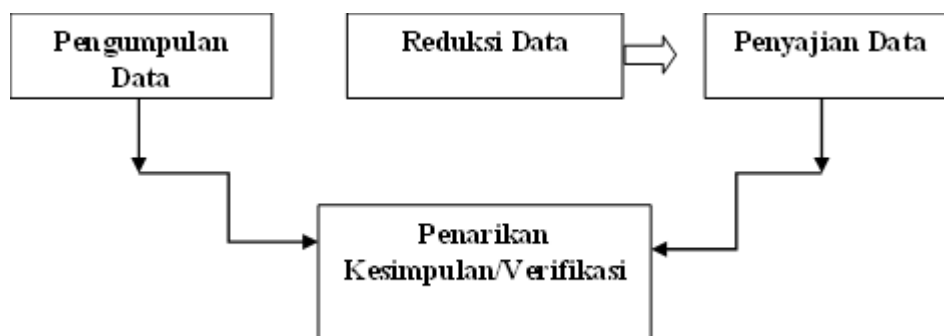 Pengumpulan
Data
Reduksi Data
Penyajian Data
Penarikan
Kesimpulan/Verifikasi